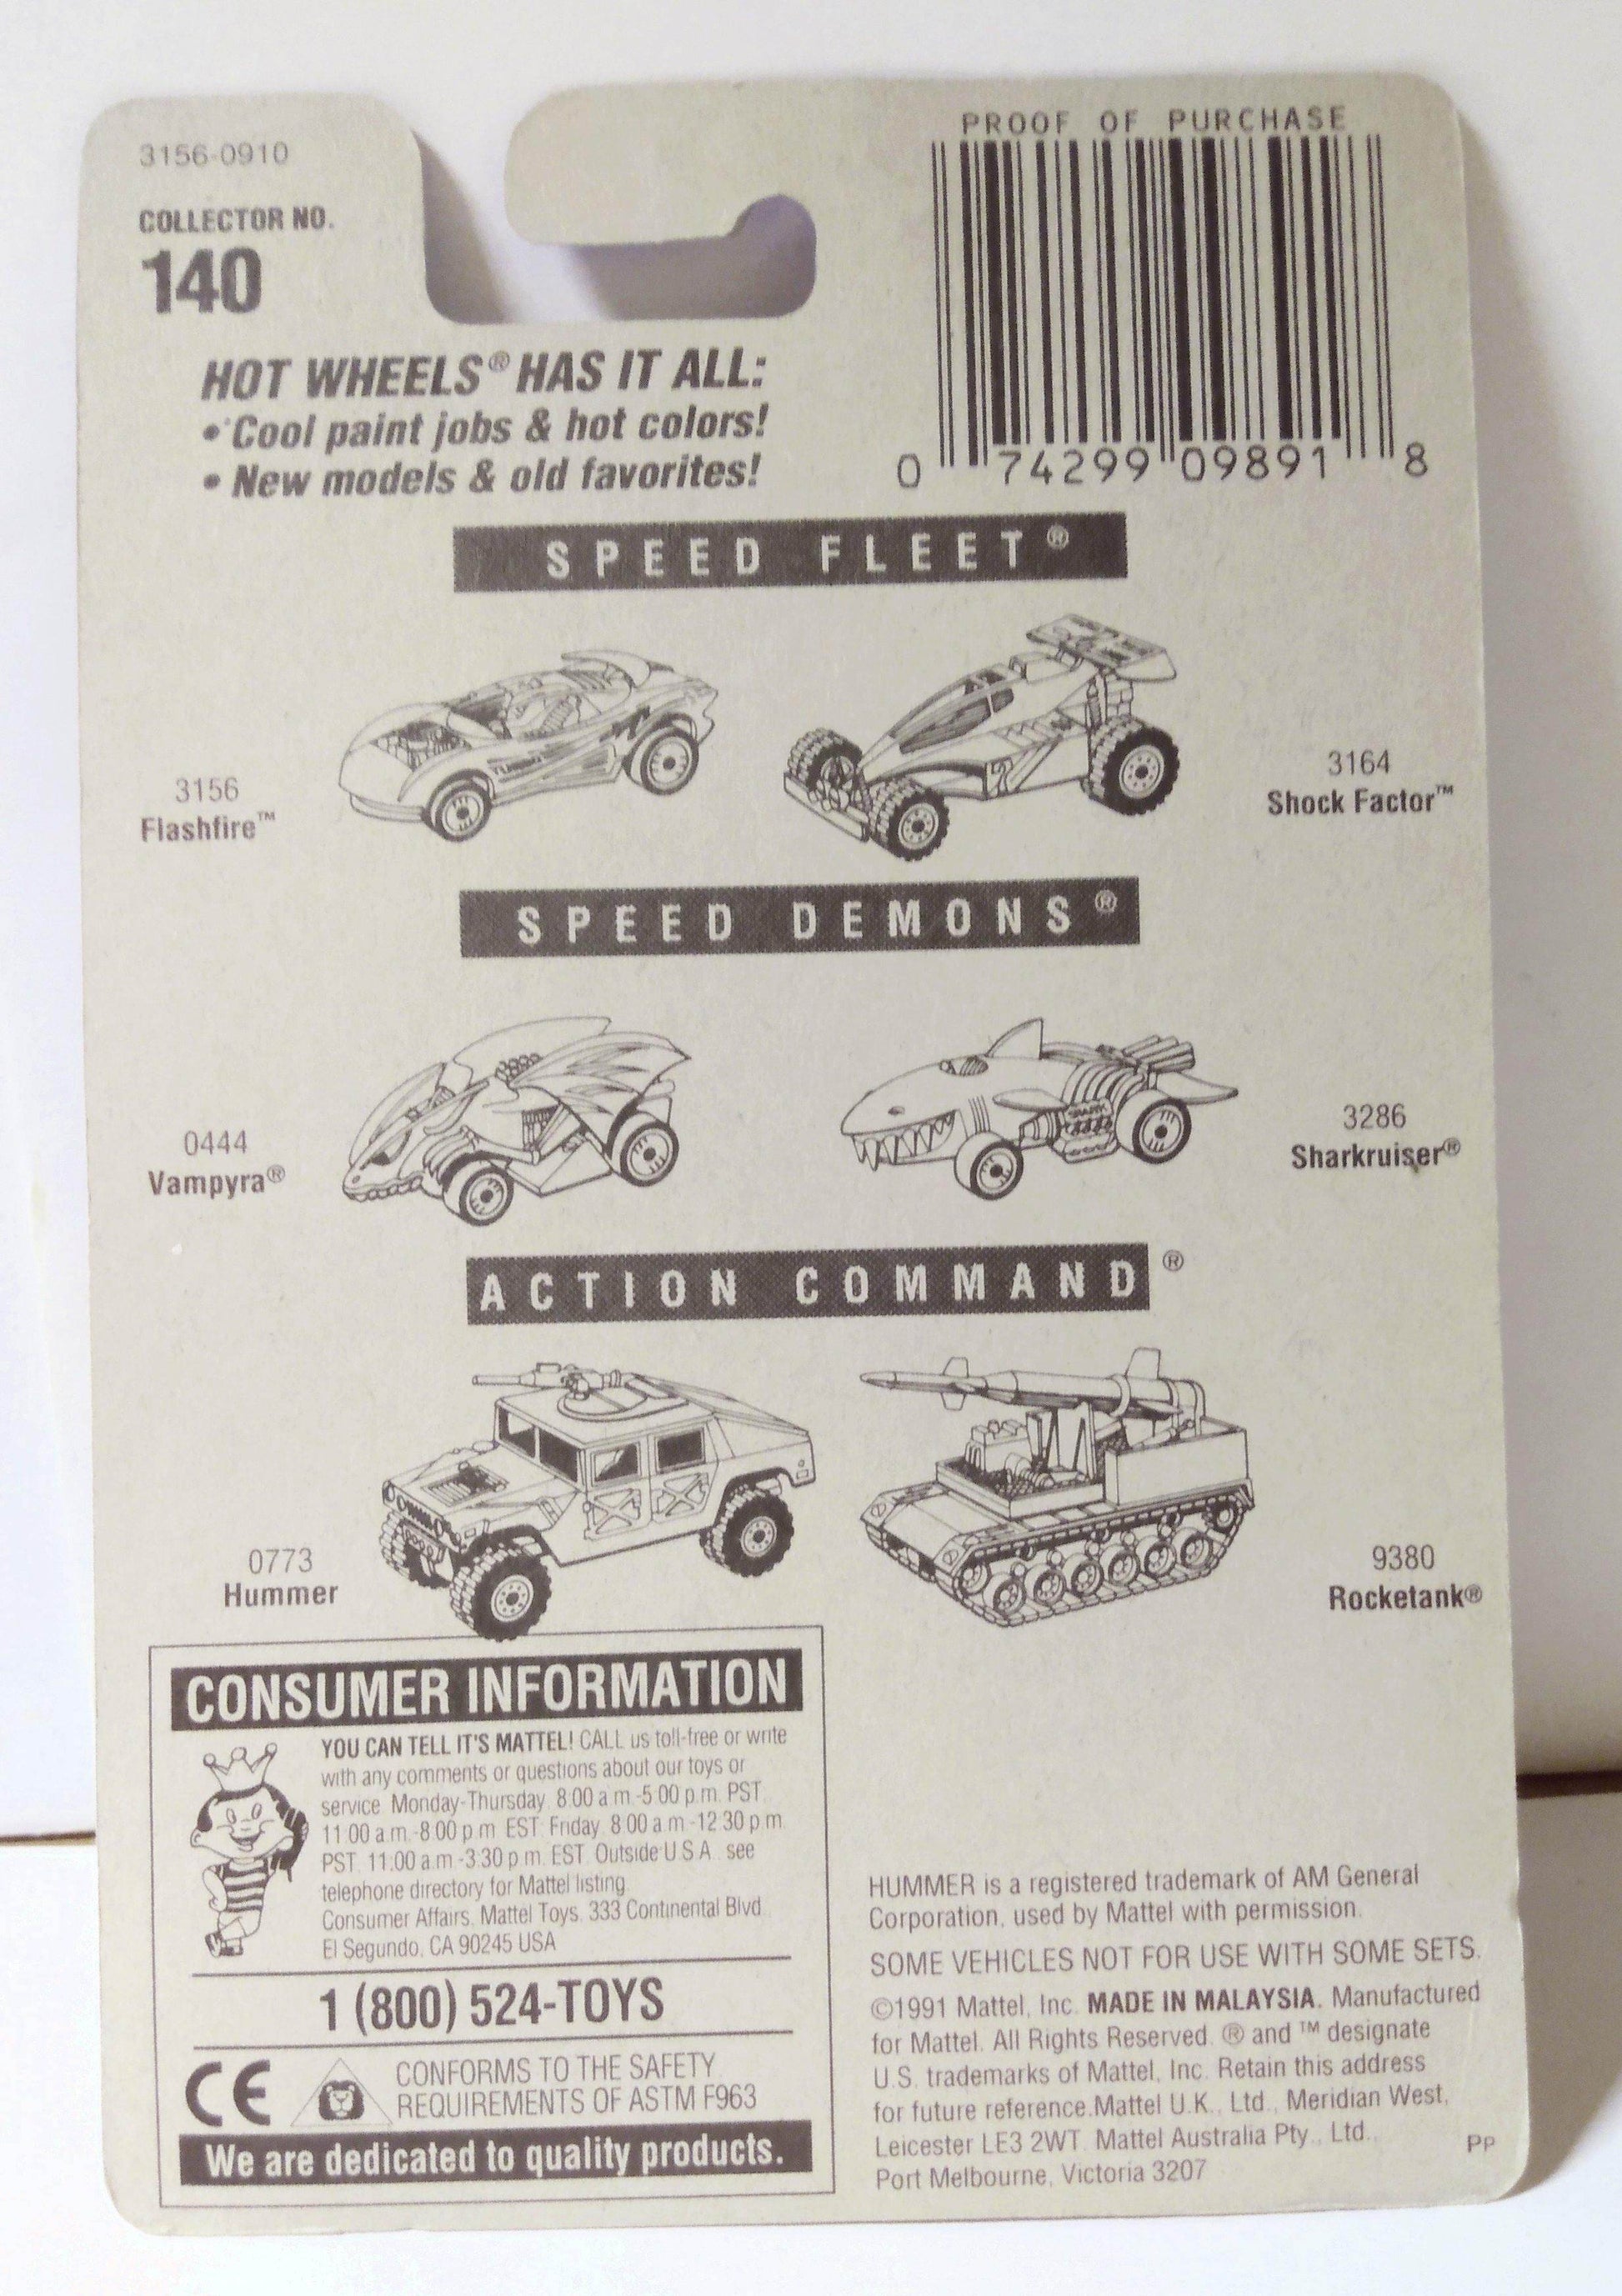 3156-0910
COLLECTOR NO.
140
PROOF OF PURCHASE
0 74299 09891 8
HOT WHEELS® HAS IT ALL:
• Cool paint jobs & hot colors!
• New models & old favorites!
SPEED FLEET®
3156
Flashfire™
3164
Shock Factor™
SPEED DEMONS®
0444
Vampyra®
3286
Sharkruiser®
ACTION COMMAND®
0773
Hummer
9380
Rocketank®
CONSUMER INFORMATION
YOU CAN TELL IT'S MATTEL! CALL us toll-free or write
with any comments or questions about our toys or
service. Monday-Thursday, 8:00 a.m.-5:00 p.m. PST,
11:00 a.m.-8:00 p.m. EST. Friday, 8:00 a.m.-12:30 p.m.
PST, 11:00 a.m.-3:30 p.m. EST. Outside U.S.A., see
telephone directory for Mattel listing.
Consumer Affairs, Mattel Toys, 333 Continental Blvd.,
El Segundo, CA 90245 USA
1 (800) 524-TOYS
CE
CONFORMS TO THE SAFETY
REQUIREMENTS OF ASTM F963
We are dedicated to quality products.
HUMMER is a registered trademark of AM General
Corporation, used by Mattel with permission.
SOME VEHICLES NOT FOR USE WITH SOME SETS.
©1991 Mattel, Inc. MADE IN MALAYSIA. Manufactured
for Mattel. All Rights Reserved. ® and ™ designate
U.S. trademarks of Mattel, Inc. Retain this address
for future reference.Mattel U.K., Ltd., Meridian West,
Leicester LE3 2WT. Mattel Australia Pty., Ltd.,
Port Melbourne, Victoria 3207
PP